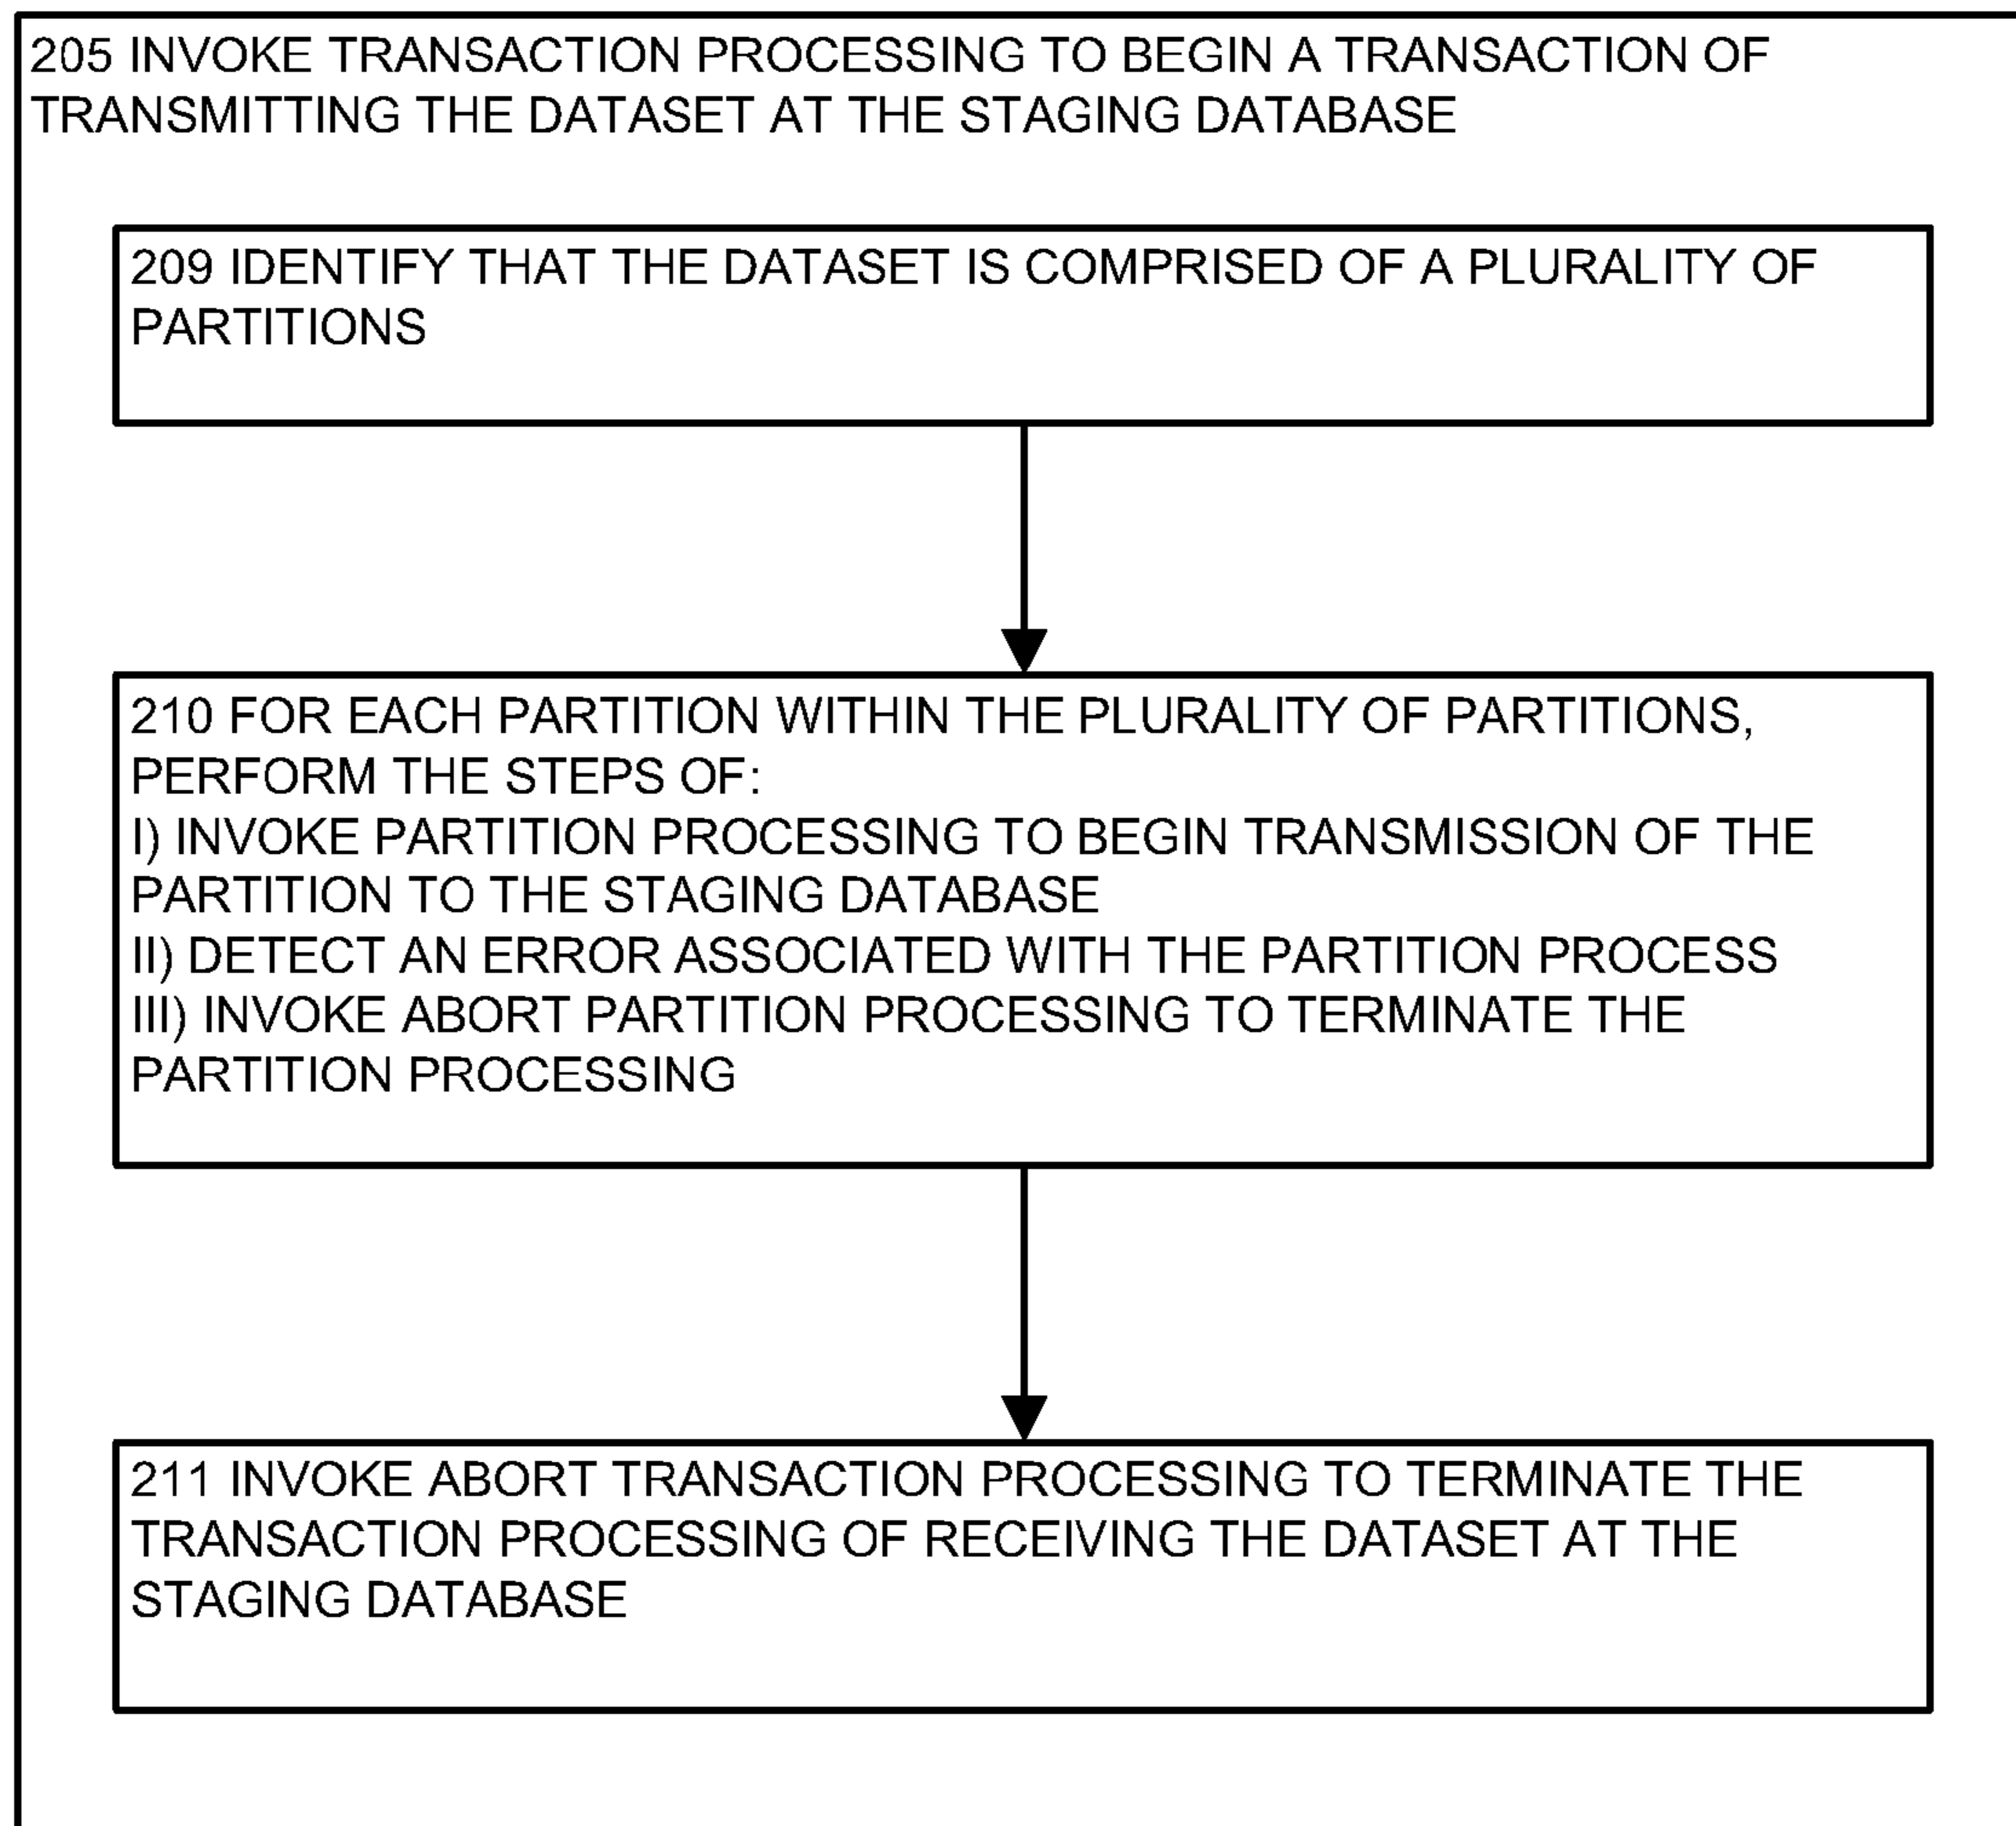 205 INVOKE TRANSACTION PROCESSING TO BEGIN A TRANSACTION OF
TRANSMITTING THE DATASET AT THE STAGING DATABASE
209 IDENTIFY THAT THE DATASET IS COMPRISED OF A PLURALITY OF
PARTITIONS
210 FOR EACH PARTITION WITHIN THE PLURALITY OF PARTITIONS,
PERFORM THE STEPS OF:
I) INVOKE PARTITION PROCESSING TO BEGIN TRANSMISSION OF THE
PARTITION TO THE STAGING DATABASE
II) DETECT AN ERROR ASSOCIATED WITH THE PARTITION PROCESS
III) INVOKE ABORT PARTITION PROCESSING TO TERMINATE THE
PARTITION PROCESSING
211 INVOKE ABORT TRANSACTION PROCESSING TO TERMINATE THE
TRANSACTION PROCESSING OF RECEIVING THE DATASET AT THE
STAGING DATABASE